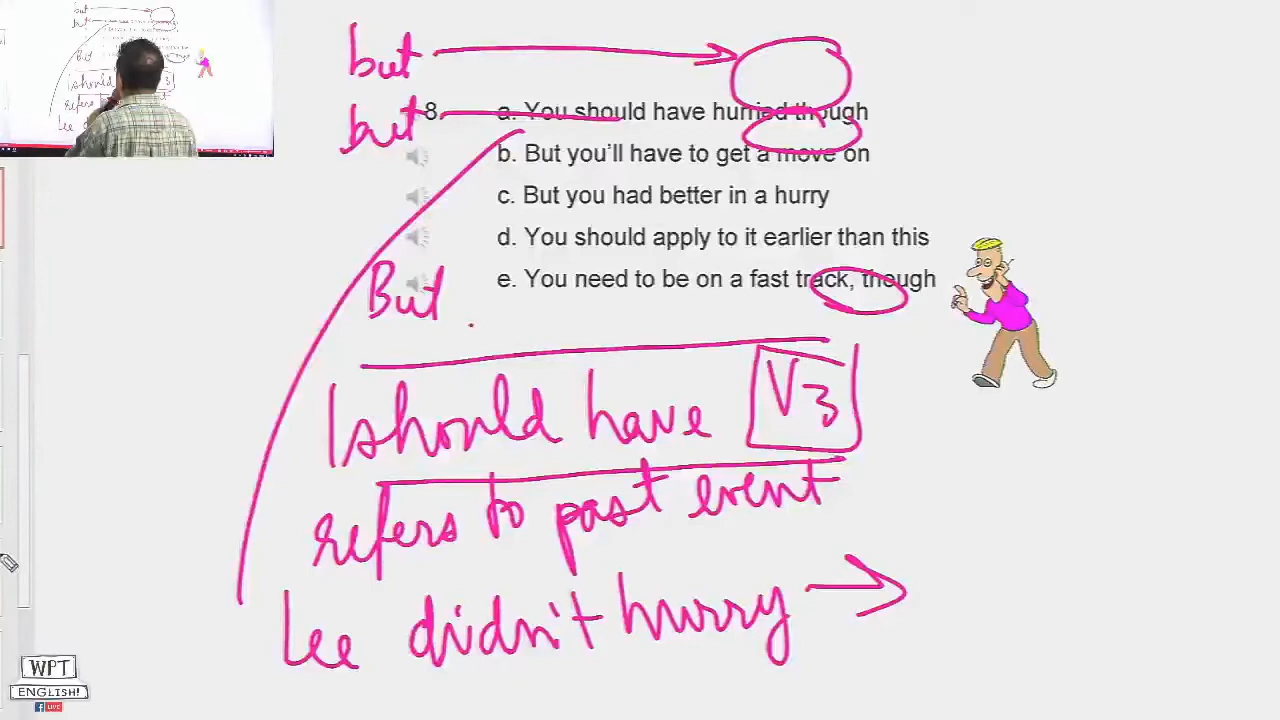 but
but 8. a. You should have hurried though
b. But you'll have to get a move on
c. But you had better in a hurry
d. You should apply to it earlier than this
But e. You need to be on a fast track, though
should have V3
refers to past event
Lee didn't hurry
WPT
ENGLISH!
LIVE